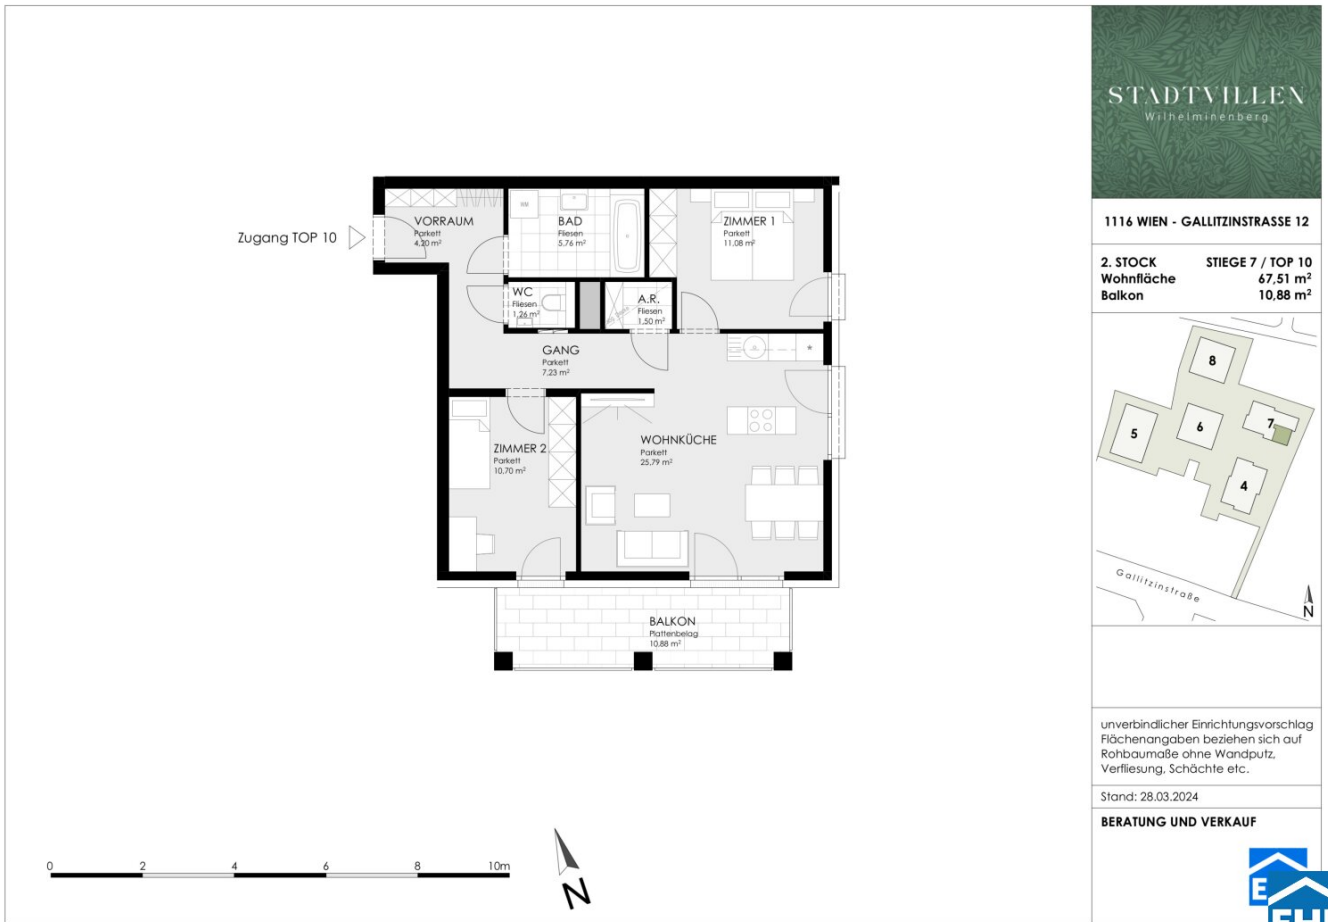 STADTVILLEN
Wilhelminenberg
1116 WIEN - GALLITZINSTRASSE 12
2. STOCK STIEGE 7 / TOP 10
Wohnfläche 67,51 m²
Balkon 10,88 m²
8
5
6
7
4
Gallitzinstraße
N
unverbindlicher Einrichtungsvorschlag
Flächenangaben beziehen sich auf
Rohbaumaße ohne Wandputz,
Verfliesung, Schächte etc.
Stand: 28.03.2024
BERATUNG UND VERKAUF
Zugang TOP 10
VORRAUM
Parkett
4,20 m²
WM
BAD
Fliesen
5,76 m²
ZIMMER 1
Parkett
11,08 m²
WC
Fliesen
1,26 m²
A.R.
Fliesen
1,50 m²
GANG
Parkett
7,23 m²
*
ZIMMER 2
Parkett
10,70 m²
WOHNKÜCHE
Parkett
25,79 m²
BALKON
Plattenbelag
10,88 m²
0 2 4 6 8 10m
N